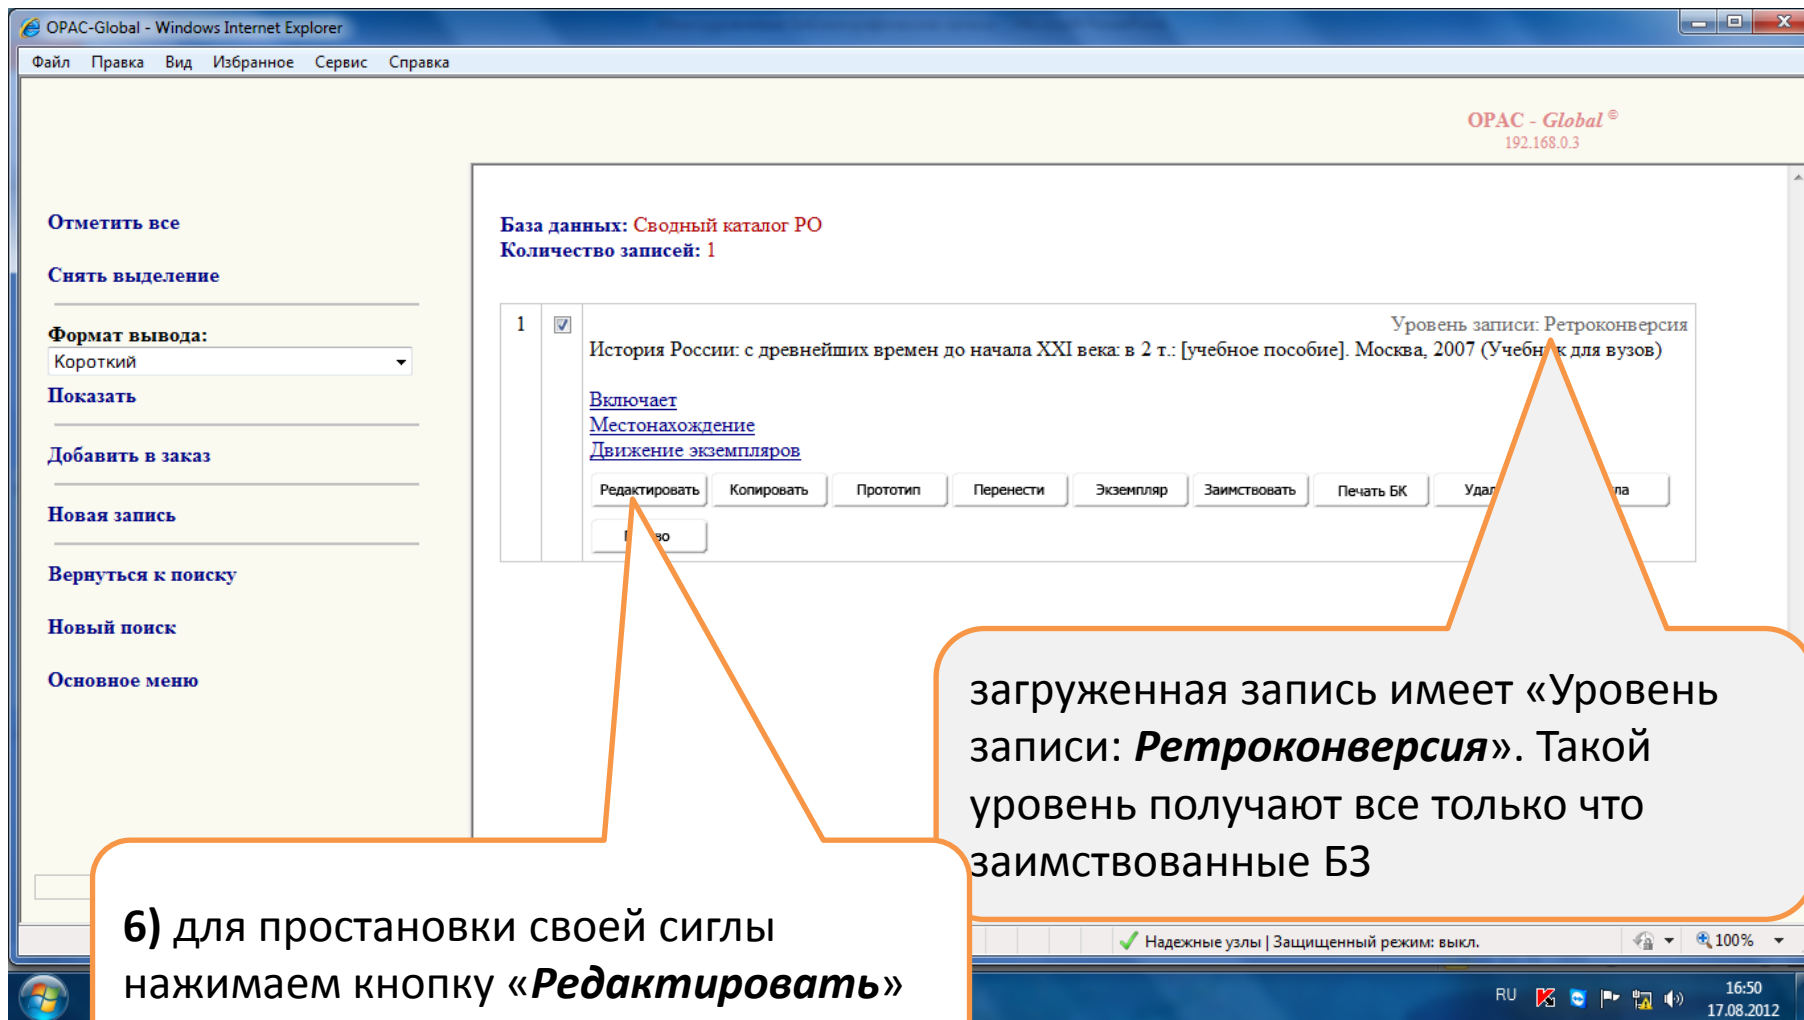 OPAC-Global - Windows Internet Explorer
Файл Правка Вид Избранное Сервис Справка
OPAC - Global ©
192.168.0.3
Отметить все
Снять выделение
Формат вывода:
Короткий
Показать
Добавить в заказ
Новая запись
Вернуться к поиску
Новый поиск
Основное меню
База данных: Сводный каталог РО
Количество записей: 1
1
Уровень записи: Ретроконверсия
История России: с древнейших времен до начала XXI века: в 2 т.: [учебное пособие]. Москва, 2007 (Учебник для вузов)
Включает
Местонахождение
Движение экземпляров
Редактировать Копировать Прототип Перенести Экземпляр Заимствовать Печать БК
загруженная запись имеет «Уровень
записи: Ретроконверсия». Такой
уровень получают все только что
заимствованные БЗ
6) для простановки своей сиглы
нажимаем кнопку «Редактировать»
Надежные узлы | Защищенный режим: выкл.
100%
RU
16:50
17.08.2012